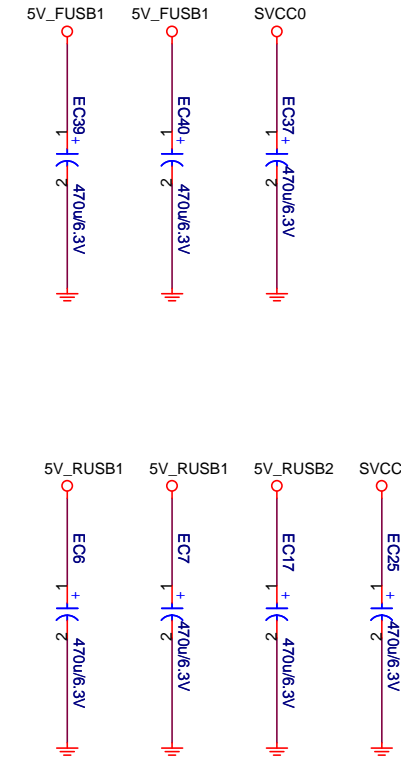 5V_FUSB1 5V_FUSB1 SVCC0
EC39 EC40 EC37
1 + 1 + 1 +
2 2 2
470u/6.3V 470u/6.3V 470u/6.3V
5V_RUSB1 5V_RUSB1 5V_RUSB2 SVCC
EC6 EC7 EC17 EC25
1 + 1 + 1 + 1 +
2 2 2 2
470u/6.3V 470u/6.3V 470u/6.3V 470u/6.3V